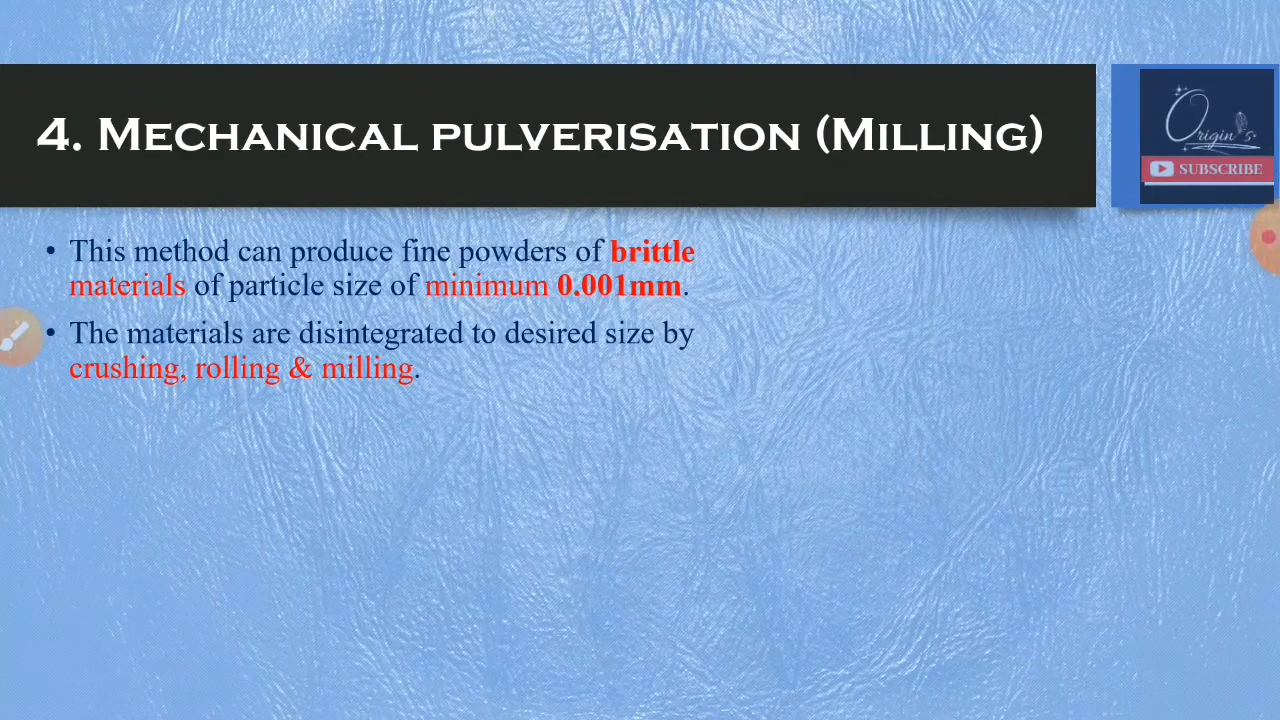 4. Mechanical pulverisation (Milling)
Origin's
SUBSCRIBE
• This method can produce fine powders of brittle
materials of particle size of minimum 0.001mm.
• The materials are disintegrated to desired size by
crushing, rolling & milling.